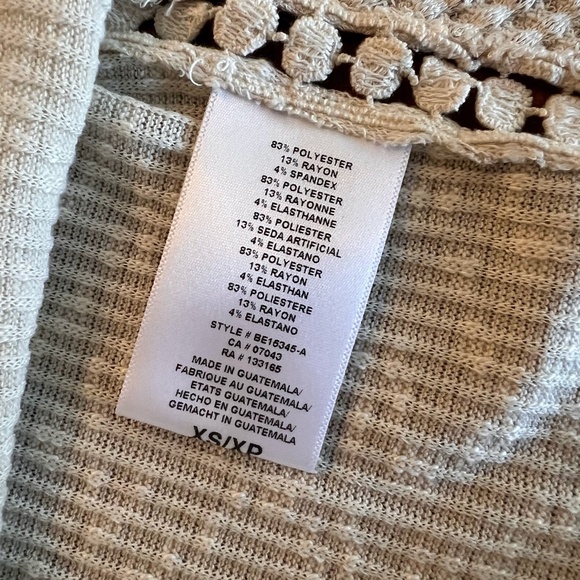 83% POLYESTER
13% RAYON
4% SPANDEX
83% POLYESTER
13% RAYONNE
4% ELASTHANNE
83% POLIESTER
13% SEDA ARTIFICIAL
4% ELASTANO
83% POLYESTER
13% RAYON
4% ELASTHAN
83% POLIESTERE
13% RAYON
4% ELASTANO
STYLE # BE16345-A
CA # 07043
RA # 133165
MADE IN GUATEMALA/
FABRIQUE AU GUATEMALA/
ETATS GUATEMALA/
HECHO EN GUATEMALA/
GEMACHT IN GUATEMALA
XS/XP